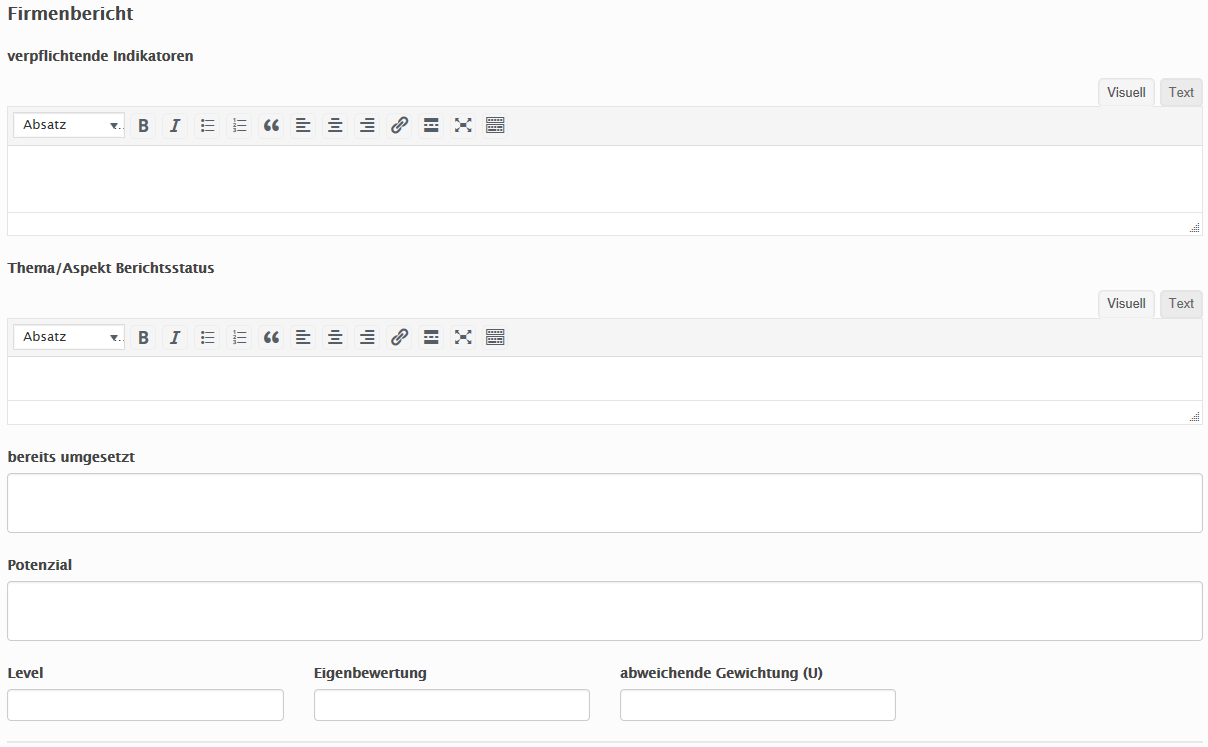 Firmenbericht
verpflichtende Indikatoren
Visuell Text
Absatz
Thema/Aspekt Berichtsstatus
Visuell Text
Absatz
bereits umgesetzt
Potenzial
Level Eigenbewertung abweichende Gewichtung (U)